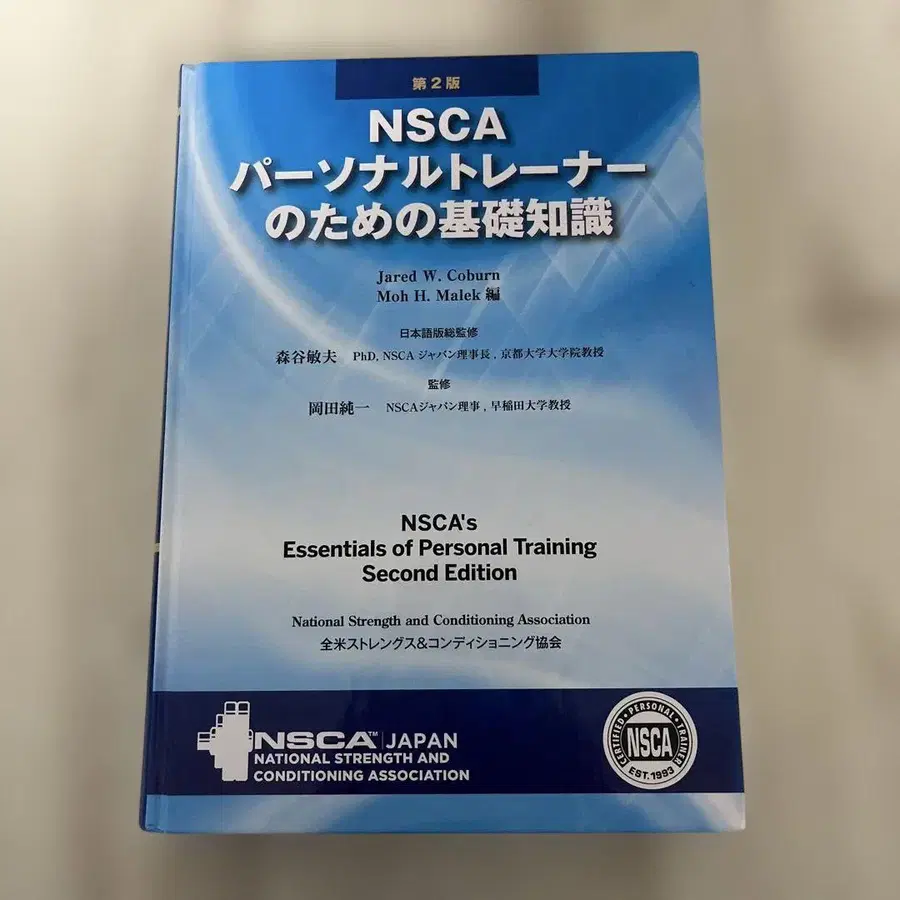 第2版
NSCA
パーソナルトレーナー
のための基礎知識
Jared W. Coburn
Moh H. Malek 編
日本語版総監修
森谷敏夫 PhD, NSCA ジャパン理事長, 京都大学大学院教授
監修
岡田純一 NSCAジャパン理事, 早稲田大学教授
NSCA's
Essentials of Personal Training
Second Edition
National Strength and Conditioning Association
全米ストレングス&コンディショニング協会
NSCA™ JAPAN
NATIONAL STRENGTH AND
CONDITIONING ASSOCIATION
CERTIFIED • PERSONAL • TRAINER
NSCA
EST. 1993